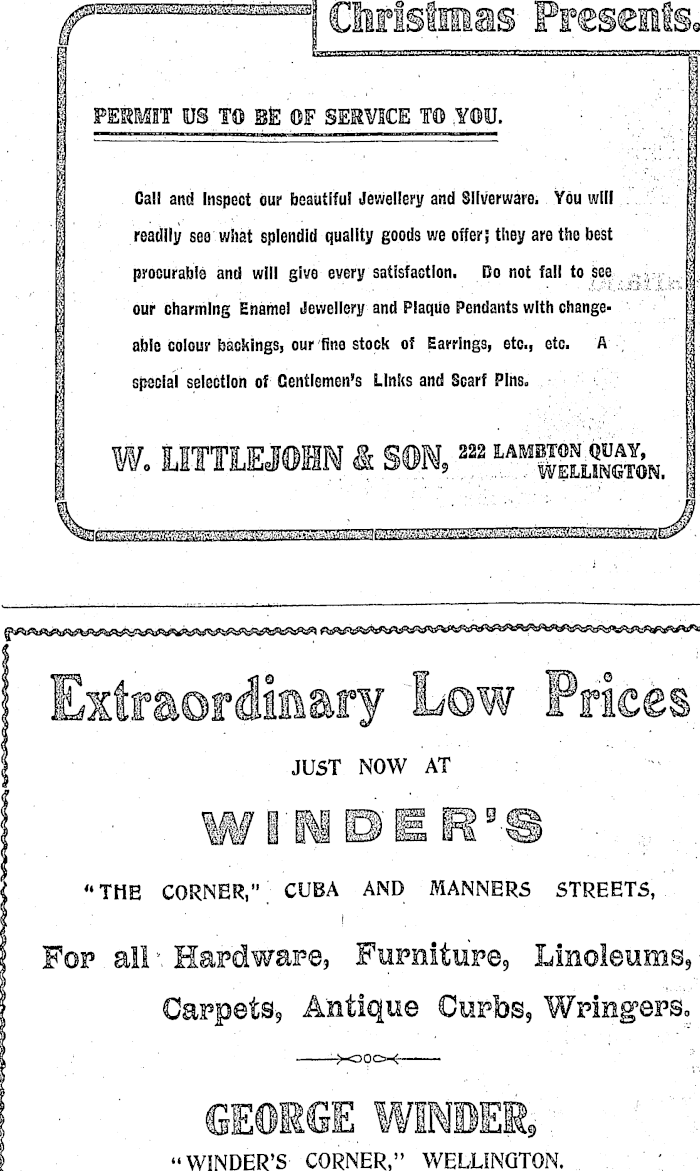 Christmas Presents.
PERMIT US TO BE OF SERVICE TO YOU.
Call and Inspect our beautiful Jewellery and Silverware. You will
readily see what splendid quality goods we offer; they are the best
procurable and will give every satisfaction. Do not fail to see
our charming Enamel Jewellery and Plaque Pendants with change-
able colour backings, our fine stock of Earrings, etc., etc. A
special selection of Gentlemen's Links and Scarf Pins.
W. LITTLEJOHN & SON, 222 LAMBTON QUAY,
WELLINGTON.
Extraordinary Low Prices
JUST NOW AT
WINDER'S
"THE CORNER," CUBA AND MANNERS STREETS,
For all Hardware, Furniture, Linoleums,
Carpets, Antique Curbs, Wringers.
GEORGE WINDER,
"WINDER'S CORNER," WELLINGTON.